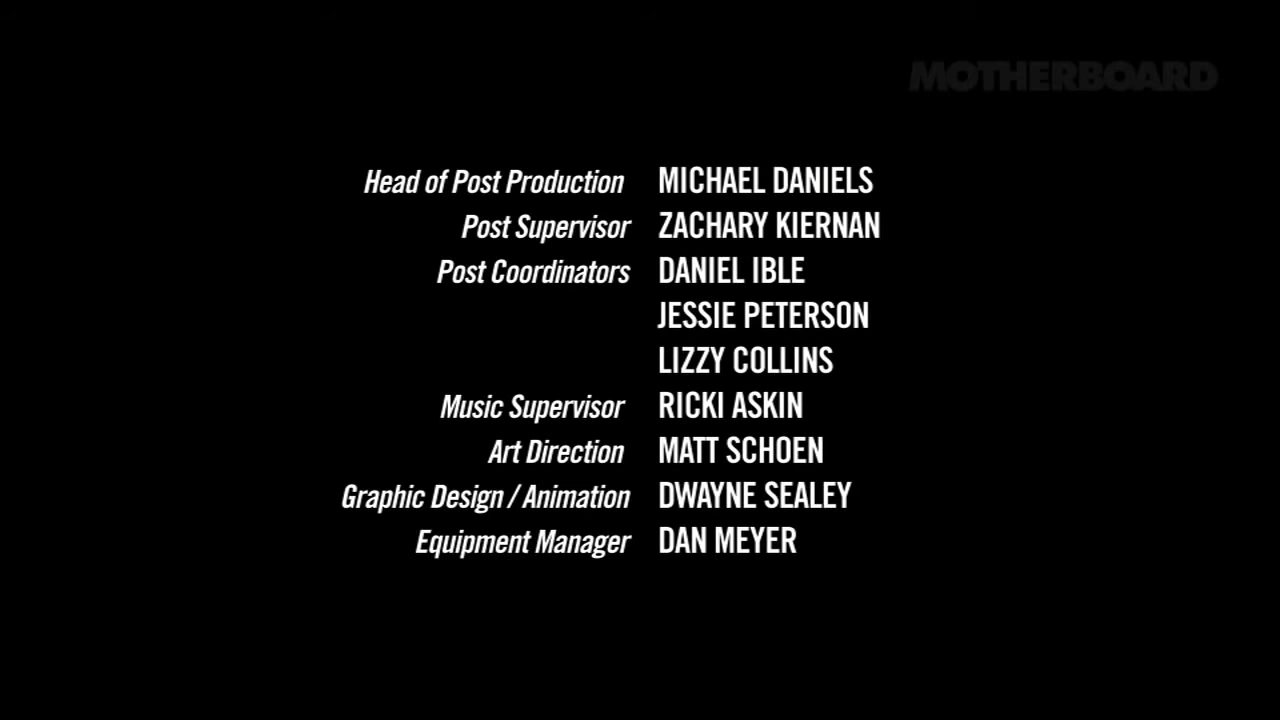 MOTHERBOARD
Head of Post Production MICHAEL DANIELS
Post Supervisor ZACHARY KIERNAN
Post Coordinators DANIEL IBLE
JESSIE PETERSON
LIZZY COLLINS
Music Supervisor RICKI ASKIN
Art Direction MATT SCHOEN
Graphic Design / Animation DWAYNE SEALEY
Equipment Manager DAN MEYER